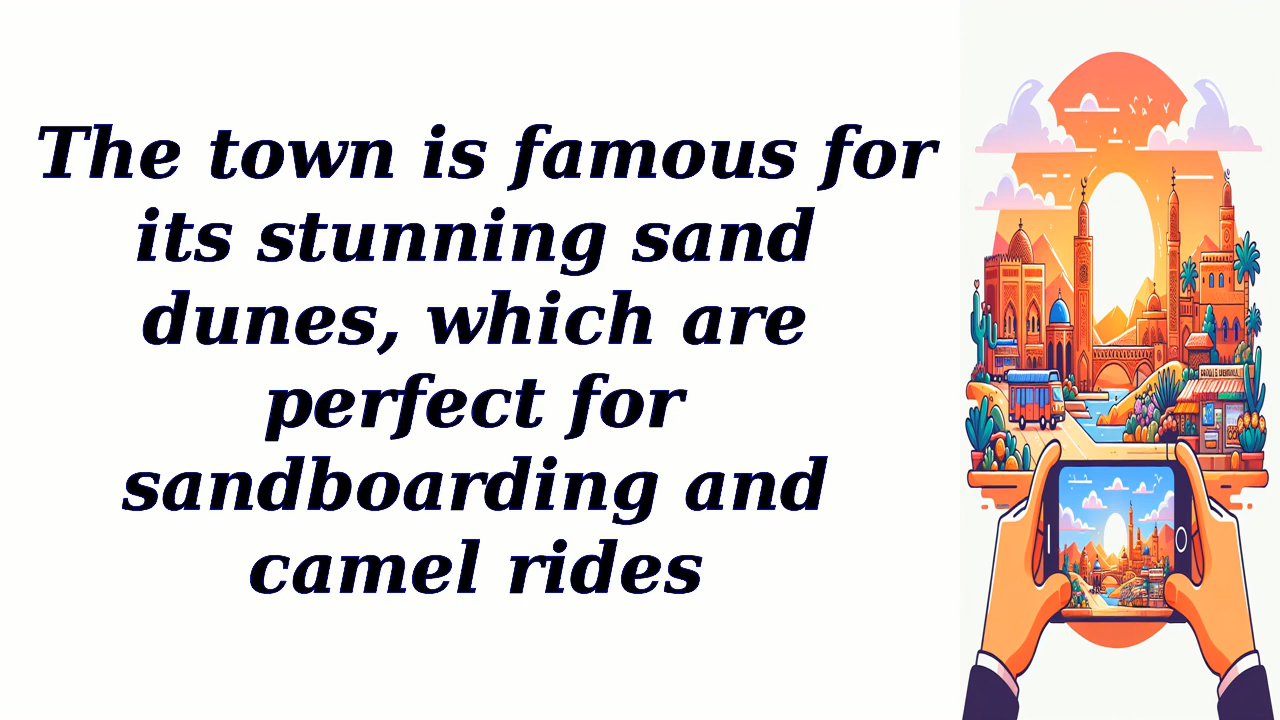 The town is famous for
its stunning sand
dunes, which are
perfect for
sandboarding and
camel rides